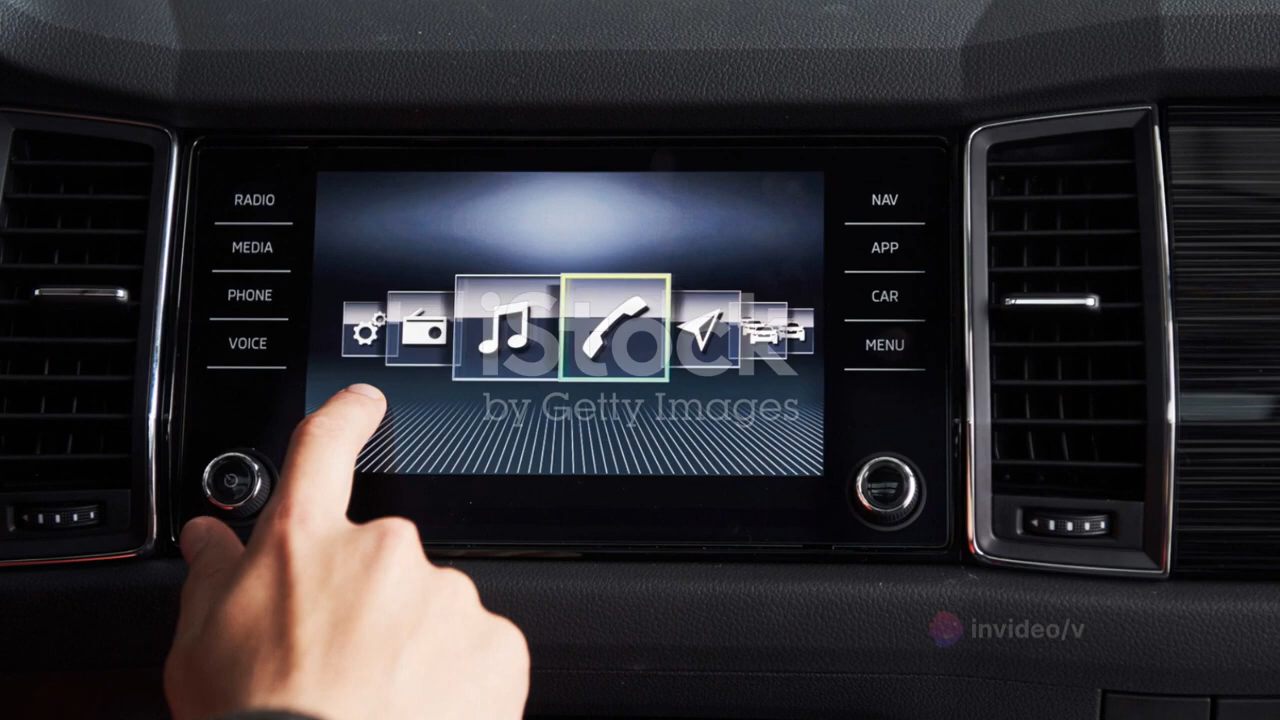 RADIO
MEDIA
PHONE
VOICE
NAV
APP
CAR
MENU
iStock
by Getty Images
invideo/v